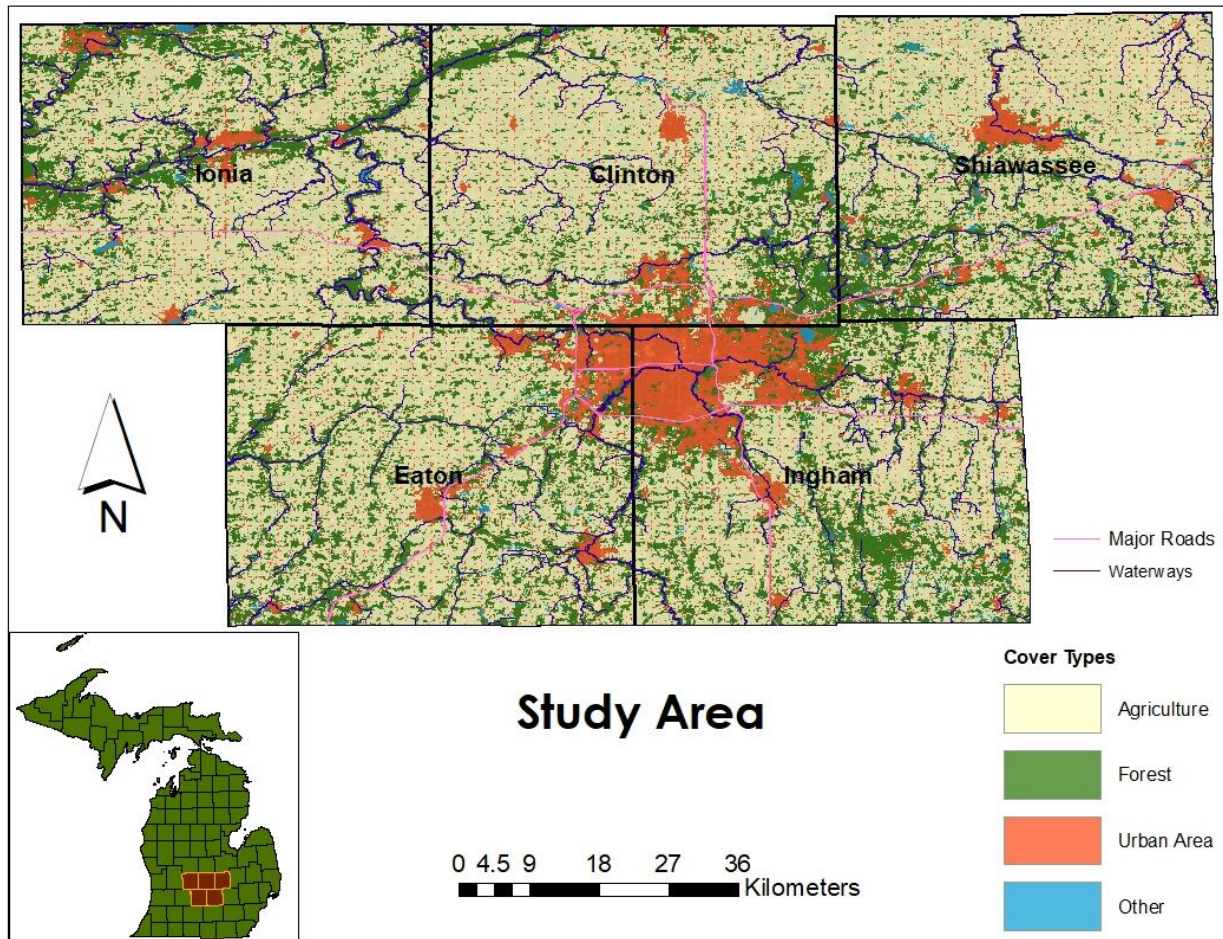 Ionia
Clinton
Shiawassee
Eaton
Ingham
N
Major Roads
Waterways
Study Area
0 4.5 9 18 27 36
Kilometers
Cover Types
Agriculture
Forest
Urban Area
Other